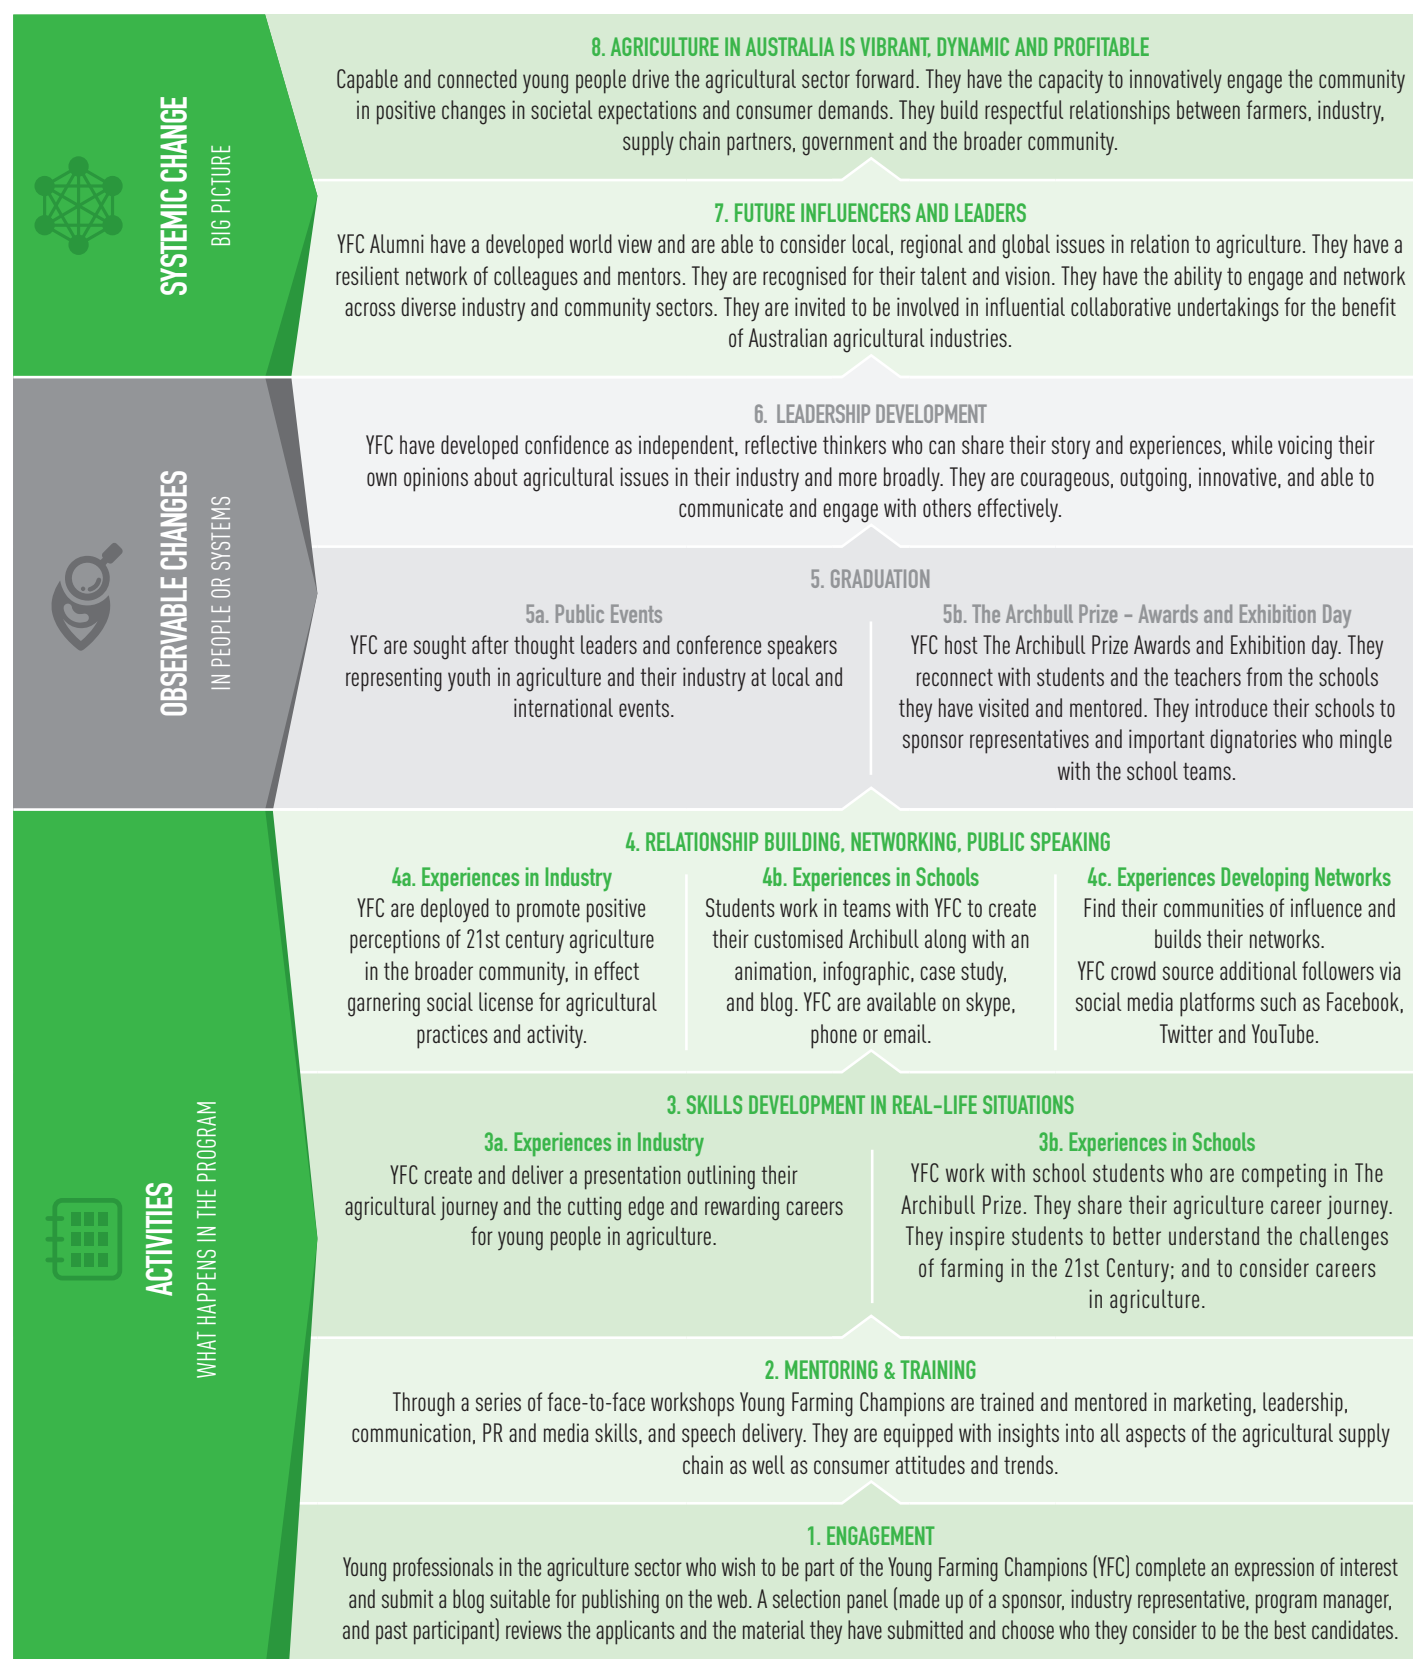 SYSTEMIC CHANGE
BIG PICTURE
8. AGRICULTURE IN AUSTRALIA IS VIBRANT, DYNAMIC AND PROFITABLE
Capable and connected young people drive the agricultural sector forward. They have the capacity to innovatively engage the community
in positive changes in societal expectations and consumer demands. They build respectful relationships between farmers, industry,
supply chain partners, government and the broader community.
7. FUTURE INFLUENCERS AND LEADERS
YFC Alumni have a developed world view and are able to consider local, regional and global issues in relation to agriculture. They have a
resilient network of colleagues and mentors. They are recognised for their talent and vision. They have the ability to engage and network
across diverse industry and community sectors. They are invited to be involved in influential collaborative undertakings for the benefit
of Australian agricultural industries.
OBSERVABLE CHANGES
IN PEOPLE OR SYSTEMS
6. LEADERSHIP DEVELOPMENT
YFC have developed confidence as independent, reflective thinkers who can share their story and experiences, while voicing their
own opinions about agricultural issues in their industry and more broadly. They are courageous, outgoing, innovative, and able to
communicate and engage with others effectively.
5. GRADUATION
5a. Public Events
YFC are sought after thought leaders and conference speakers
representing youth in agriculture and their industry at local and
international events.
5b. The Archbull Prize - Awards and Exhibition Day
YFC host The Archibull Prize Awards and Exhibition day. They
reconnect with students and the teachers from the schools
they have visited and mentored. They introduce their schools to
sponsor representatives and important dignatories who mingle
with the school teams.
ACTIVITIES
WHAT HAPPENS IN THE PROGRAM
4. RELATIONSHIP BUILDING, NETWORKING, PUBLIC SPEAKING
4a. Experiences in Industry
YFC are deployed to promote positive
perceptions of 21st century agriculture
in the broader community, in effect
garnering social license for agricultural
practices and activity.
4b. Experiences in Schools
Students work in teams with YFC to create
their customised Archibull along with an
animation, infographic, case study,
and blog. YFC are available on skype,
phone or email.
4c. Experiences Developing Networks
Find their communities of influence and
builds their networks.
YFC crowd source additional followers via
social media platforms such as Facebook,
Twitter and YouTube.
3. SKILLS DEVELOPMENT IN REAL-LIFE SITUATIONS
3a. Experiences in Industry
YFC create and deliver a presentation outlining their
agricultural journey and the cutting edge and rewarding careers
for young people in agriculture.
3b. Experiences in Schools
YFC work with school students who are competing in The
Archibull Prize. They share their agriculture career journey.
They inspire students to better understand the challenges
of farming in the 21st Century; and to consider careers
in agriculture.
2. MENTORING & TRAINING
Through a series of face-to-face workshops Young Farming Champions are trained and mentored in marketing, leadership,
communication, PR and media skills, and speech delivery. They are equipped with insights into all aspects of the agricultural supply
chain as well as consumer attitudes and trends.
1. ENGAGEMENT
Young professionals in the agriculture sector who wish to be part of the Young Farming Champions (YFC) complete an expression of interest
and submit a blog suitable for publishing on the web. A selection panel (made up of a sponsor, industry representative, program manager,
and past participant) reviews the applicants and the material they have submitted and choose who they consider to be the best candidates.